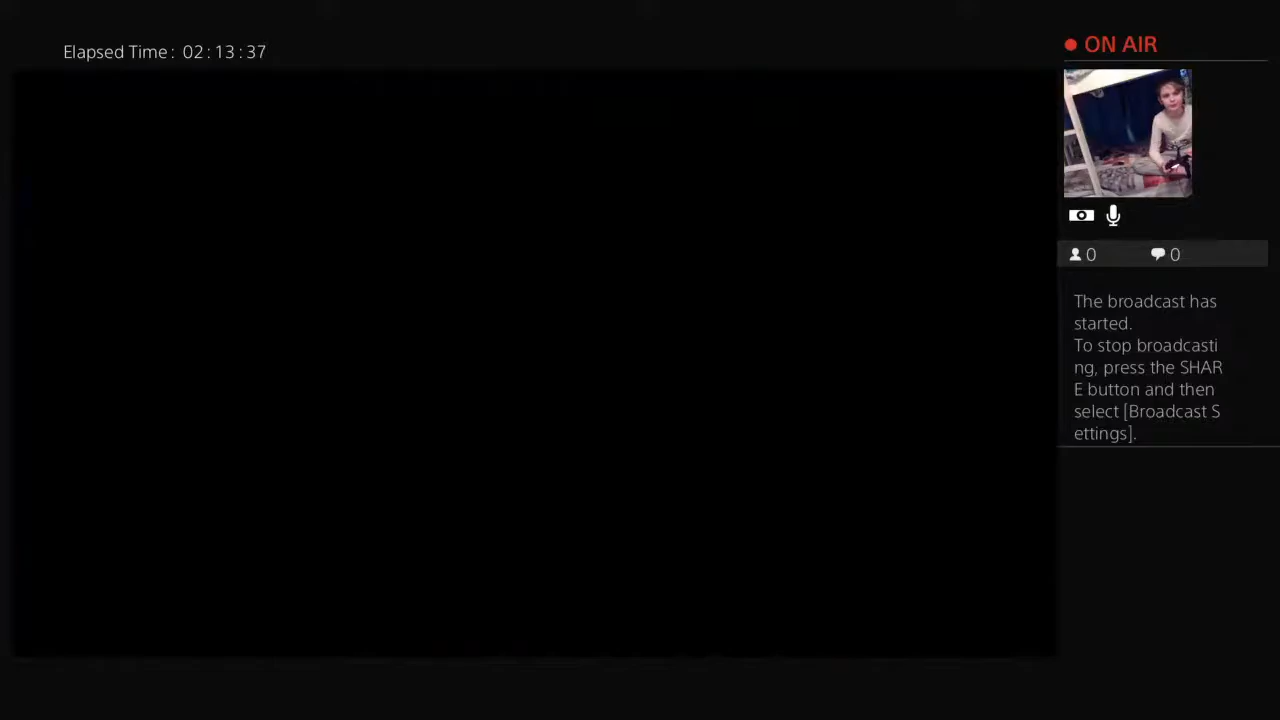 Elapsed Time: 02:13:37
ON AIR
0 0
The broadcast has
started.
To stop broadcasti
ng, press the SHAR
E button and then
select [Broadcast S
ettings].